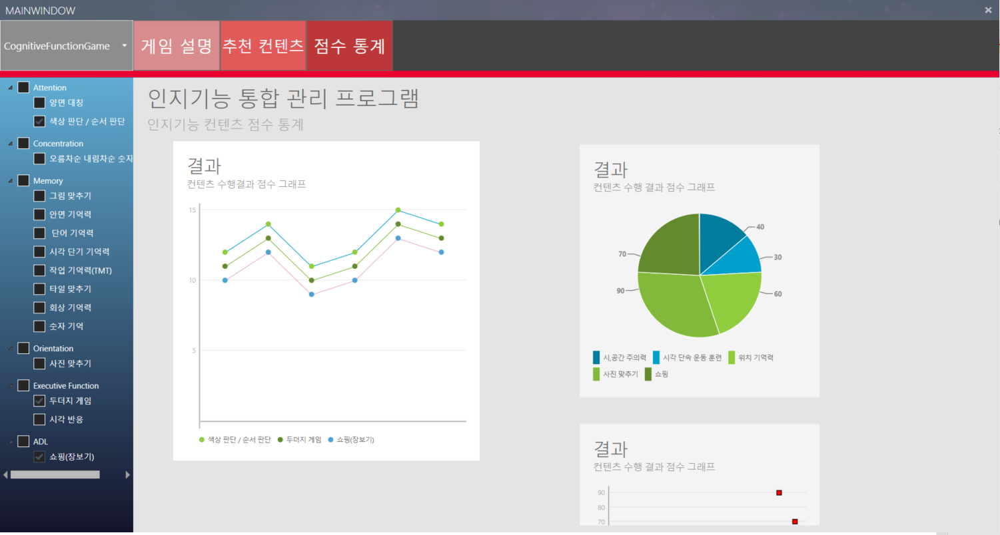 MAINWINDOW
CognitiveFunctionGame
게임 설명
추천 컨텐츠
점수 통계
Attention
양면 대칭
색상 판단 / 순서 판단
Concentration
오름차순 내림차순 숫자
Memory
그림 맞추기
안면 기억력
단어 기억력
시각 단기 기억력
작업 기억력(TMT)
타일 맞추기
회상 기억력
숫자 기억
Orientation
사진 맞추기
Executive Function
두더지 게임
시각 반응
ADL
쇼핑(장보기)
인지기능 통합 관리 프로그램
인지기능 컨텐츠 점수 통계
결과
컨텐츠 수행결과 점수 그래프
15
10
5
색상 판단 / 순서 판단 두더지 게임 쇼핑(장보기)
결과
컨텐츠 수행 결과 점수 그래프
40
70 30
90 60
시,공간 주의력 시각 단속 운동 훈련 위치 기억력
사진 맞추기 쇼핑
결과
컨텐츠 수행 결과 점수 그래프
90
80
70